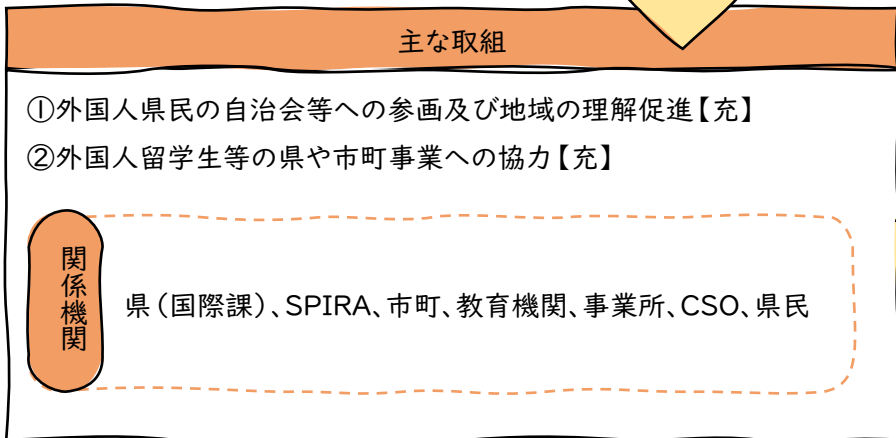 主な取組
①外国人県民の自治会等への参画及び地域の理解促進【充】
②外国人留学生等の県や市町事業への協力【充】
関係機関
県(国際課)、SPIRA、市町、教育機関、事業所、CSO、県民